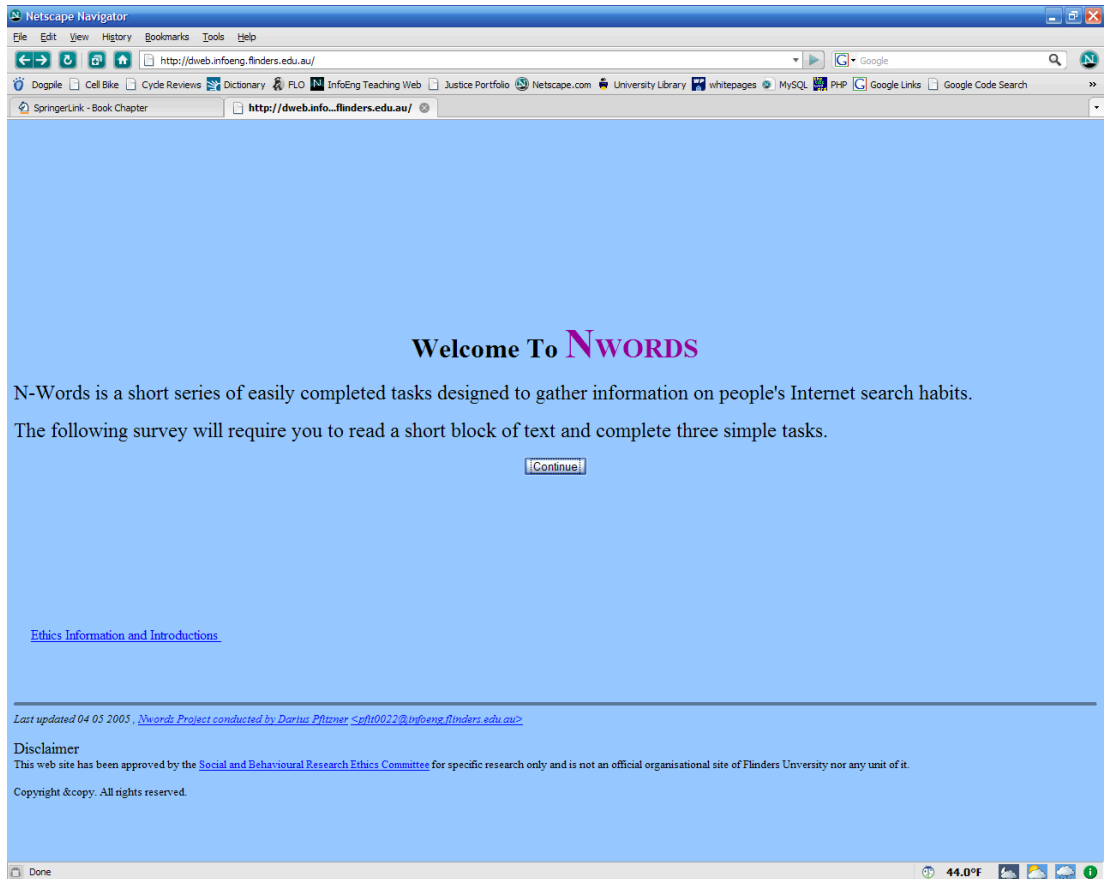 Netscape Navigator
File Edit View History Bookmarks Tools Help
http://dweb.infoeng.flinders.edu.au/ G Google N
Dogpile Cell Bike Cycle Reviews Dictionary FLO N InfoEng Teaching Web Justice Portfolio Netscape.com University Library whitepages MySQL PHP G Google Links Google Code Search »
SpringerLink - Book Chapter http://dweb.info...flinders.edu.au/
Welcome To NWORDS
N-Words is a short series of easily completed tasks designed to gather information on people's Internet search habits.
The following survey will require you to read a short block of text and complete three simple tasks.
Continue
Ethics Information and Introductions
Last updated 04 05 2005 , Nwords Project conducted by Darius Pfitzner <pfit0022@infoeng.flinders.edu.au>
Disclaimer
This web site has been approved by the Social and Behavioural Research Ethics Committee for specific research only and is not an official organisational site of Flinders Unversity nor any unit of it.
Copyright &copy. All rights reserved.
Done 44.0°F